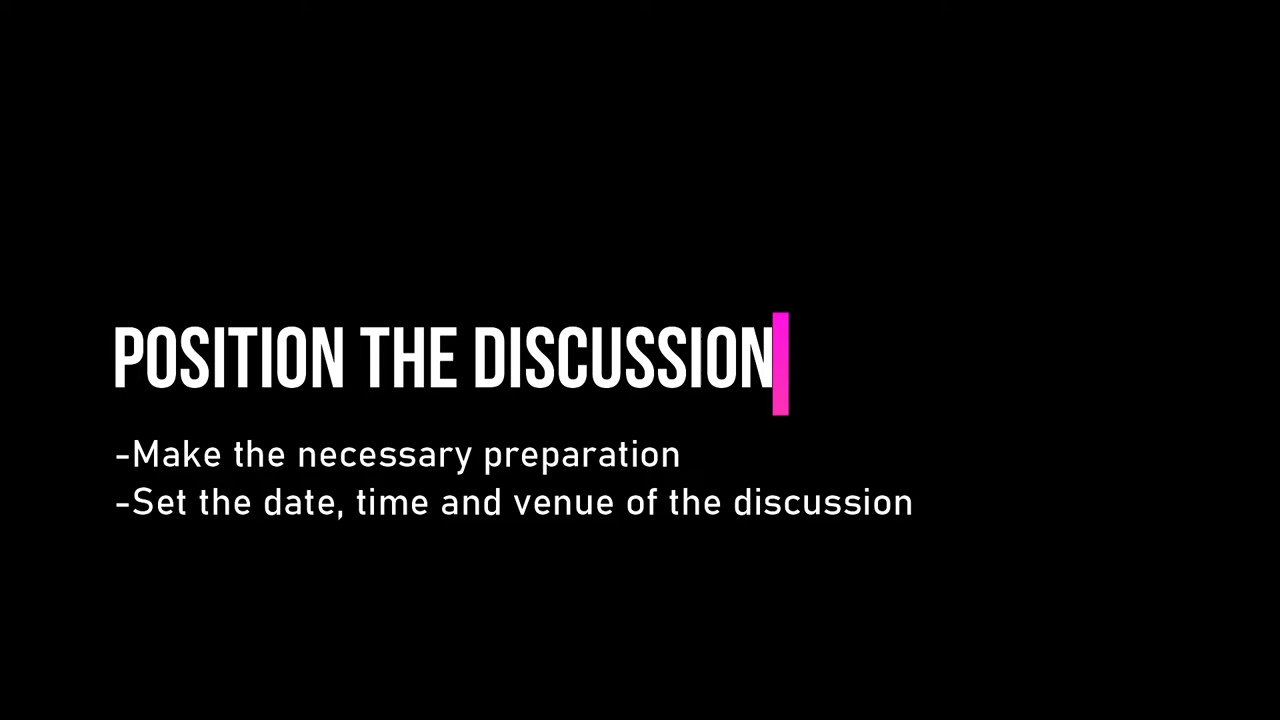 POSITION THE DISCUSSION
-Make the necessary preparation
-Set the date, time and venue of the discussion